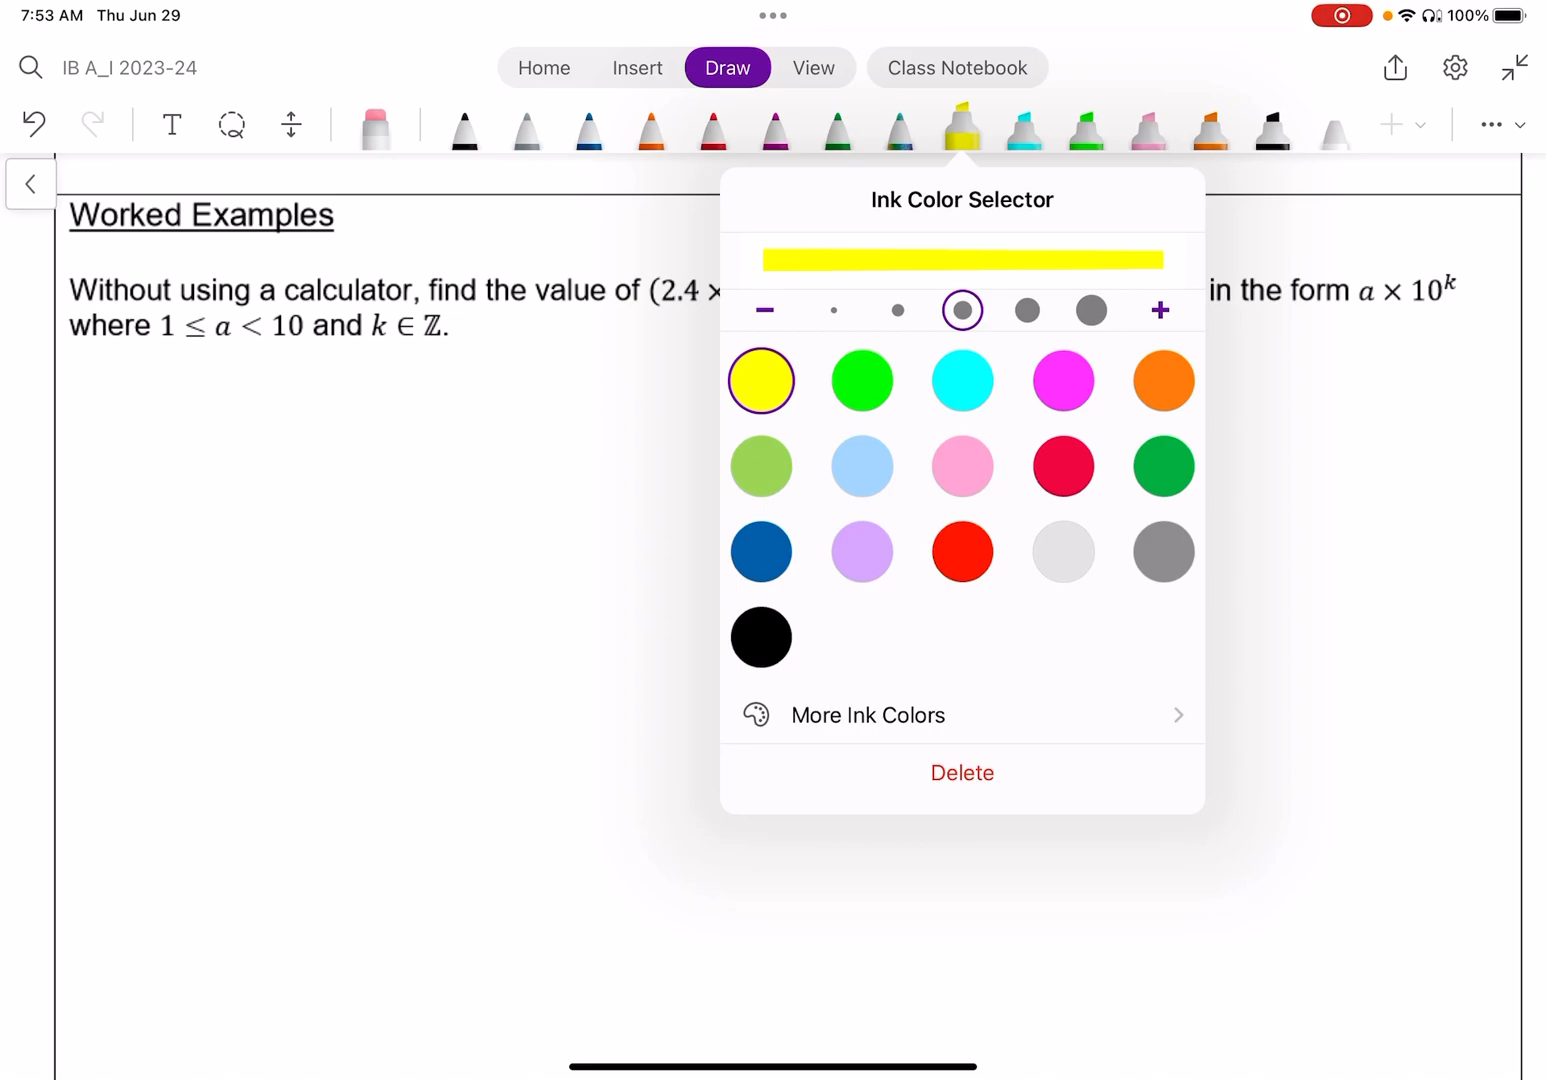 7:53 AM Thu Jun 29
100%
IB A_I 2023-24
Home Insert Draw View Class Notebook
T
Ink Color Selector
Worked Examples
Without using a calculator, find the value of (2.4 × in the form 𝑎 × 10ᵏ
where 1 ≤ 𝑎 < 10 and 𝑘 ∈ ℤ.
More Ink Colors
Delete